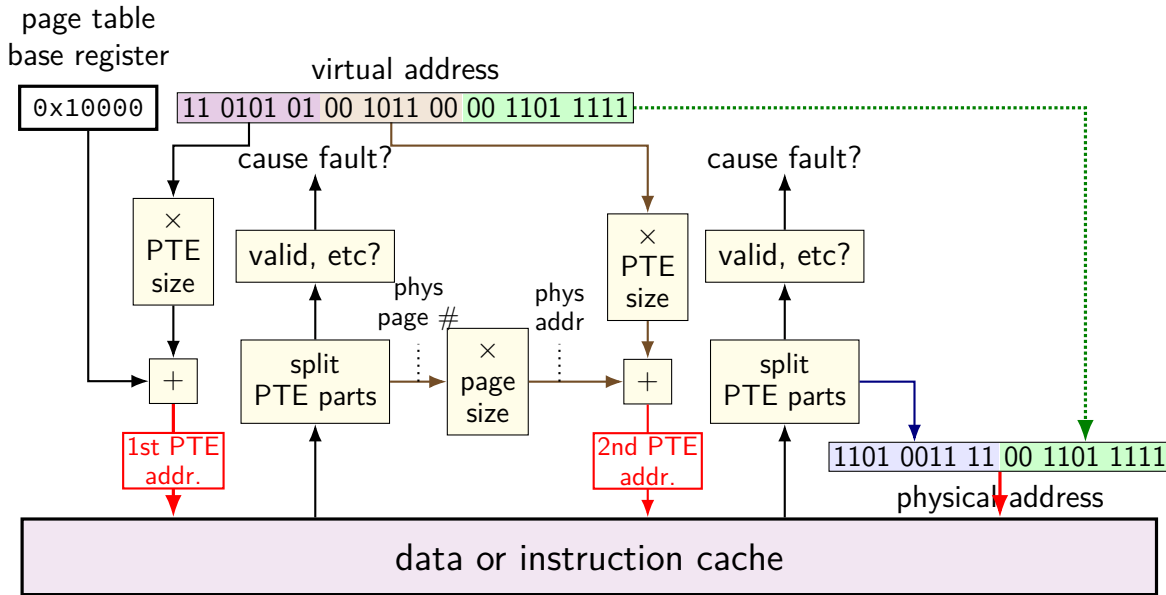 page table
base register
0x10000
virtual address
11 0101 01 00 1011 00 00 1101 1111
cause fault?
cause fault?
×
PTE
size
valid, etc?
×
PTE
size
valid, etc?
phys
page #
phys
addr
+
split
PTE parts
×
page
size
+
split
PTE parts
1st PTE
addr.
2nd PTE
addr.
1101 0011 11 00 1101 1111
physical address
data or instruction cache